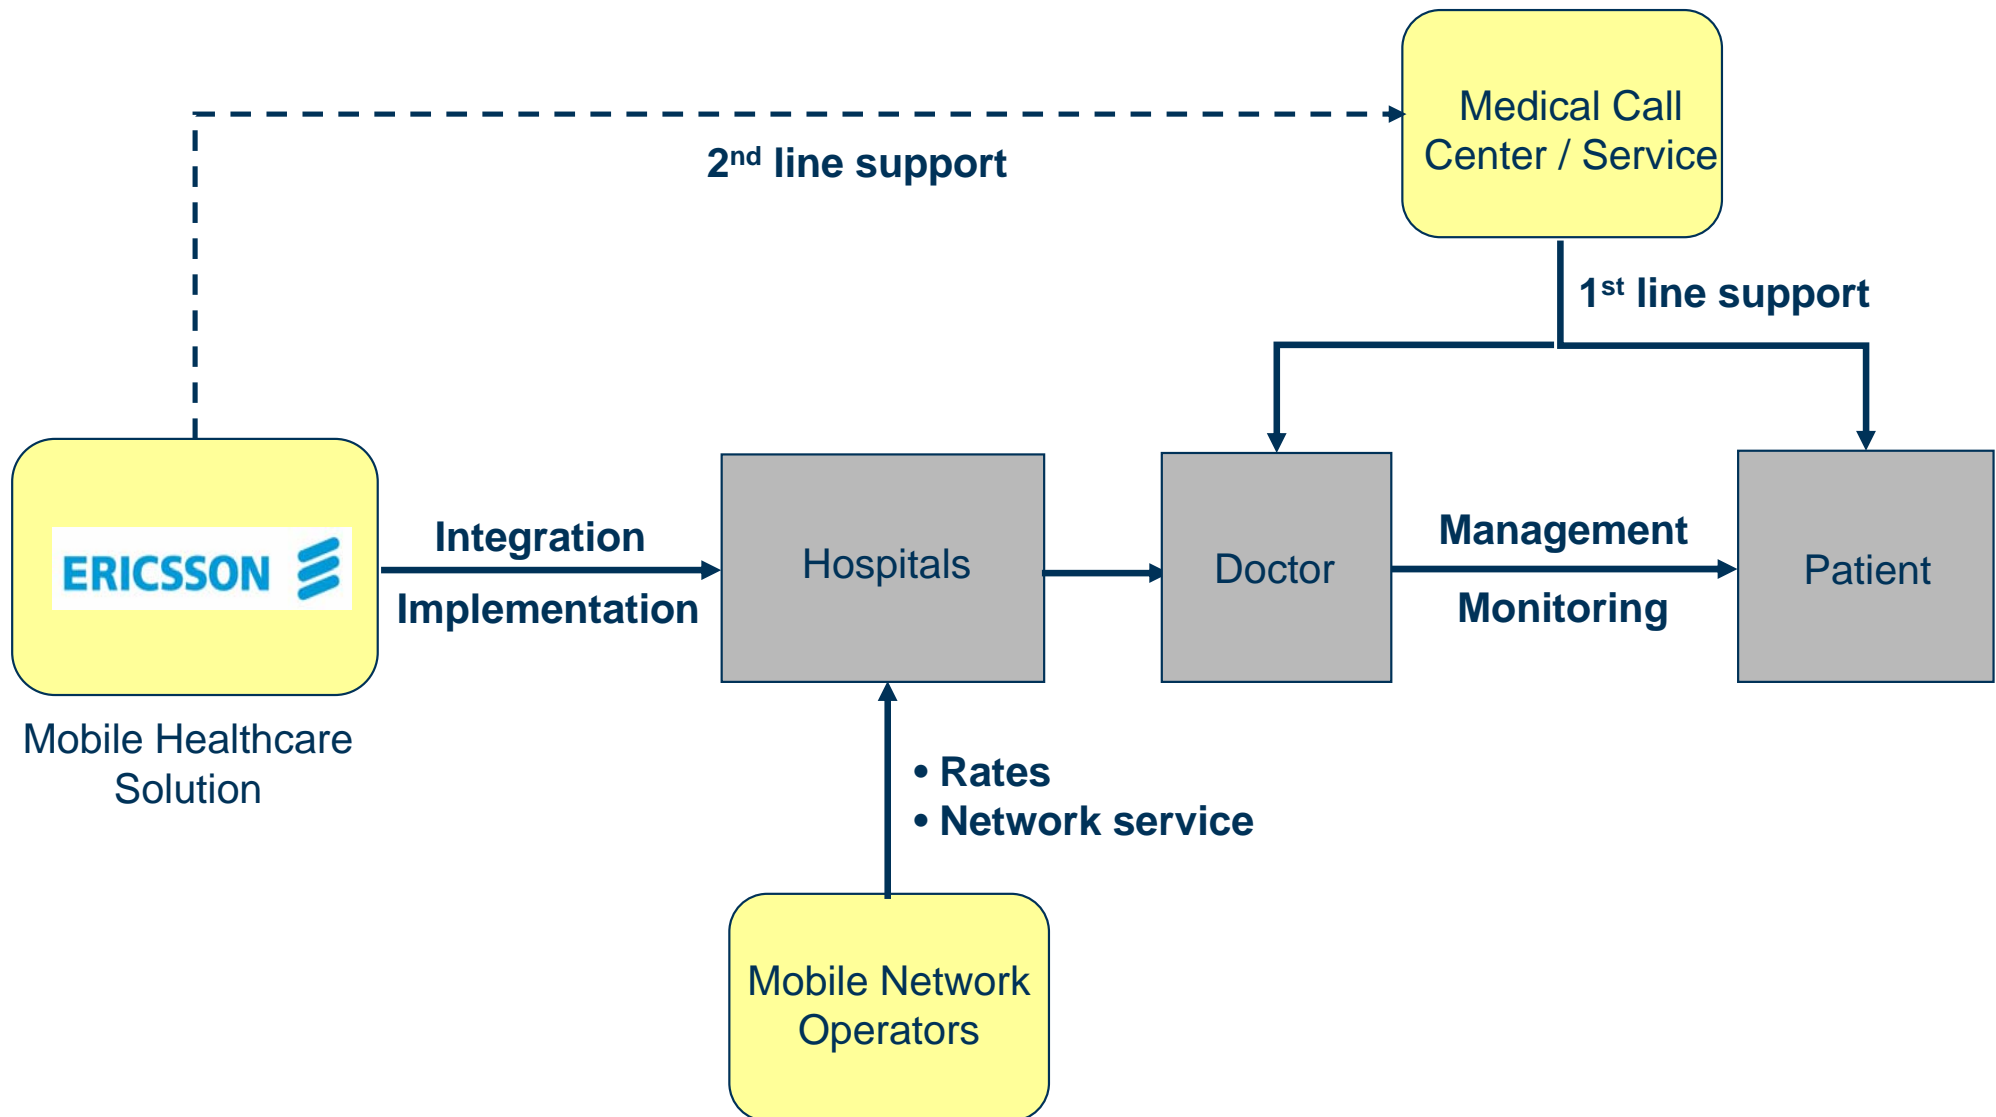 Medical Call
Center / Service
2nd line support
1st line support
ERICSSON
Integration
Implementation
Hospitals
Doctor
Management
Monitoring
Patient
Mobile Healthcare
Solution
• Rates
• Network service
Mobile Network
Operators